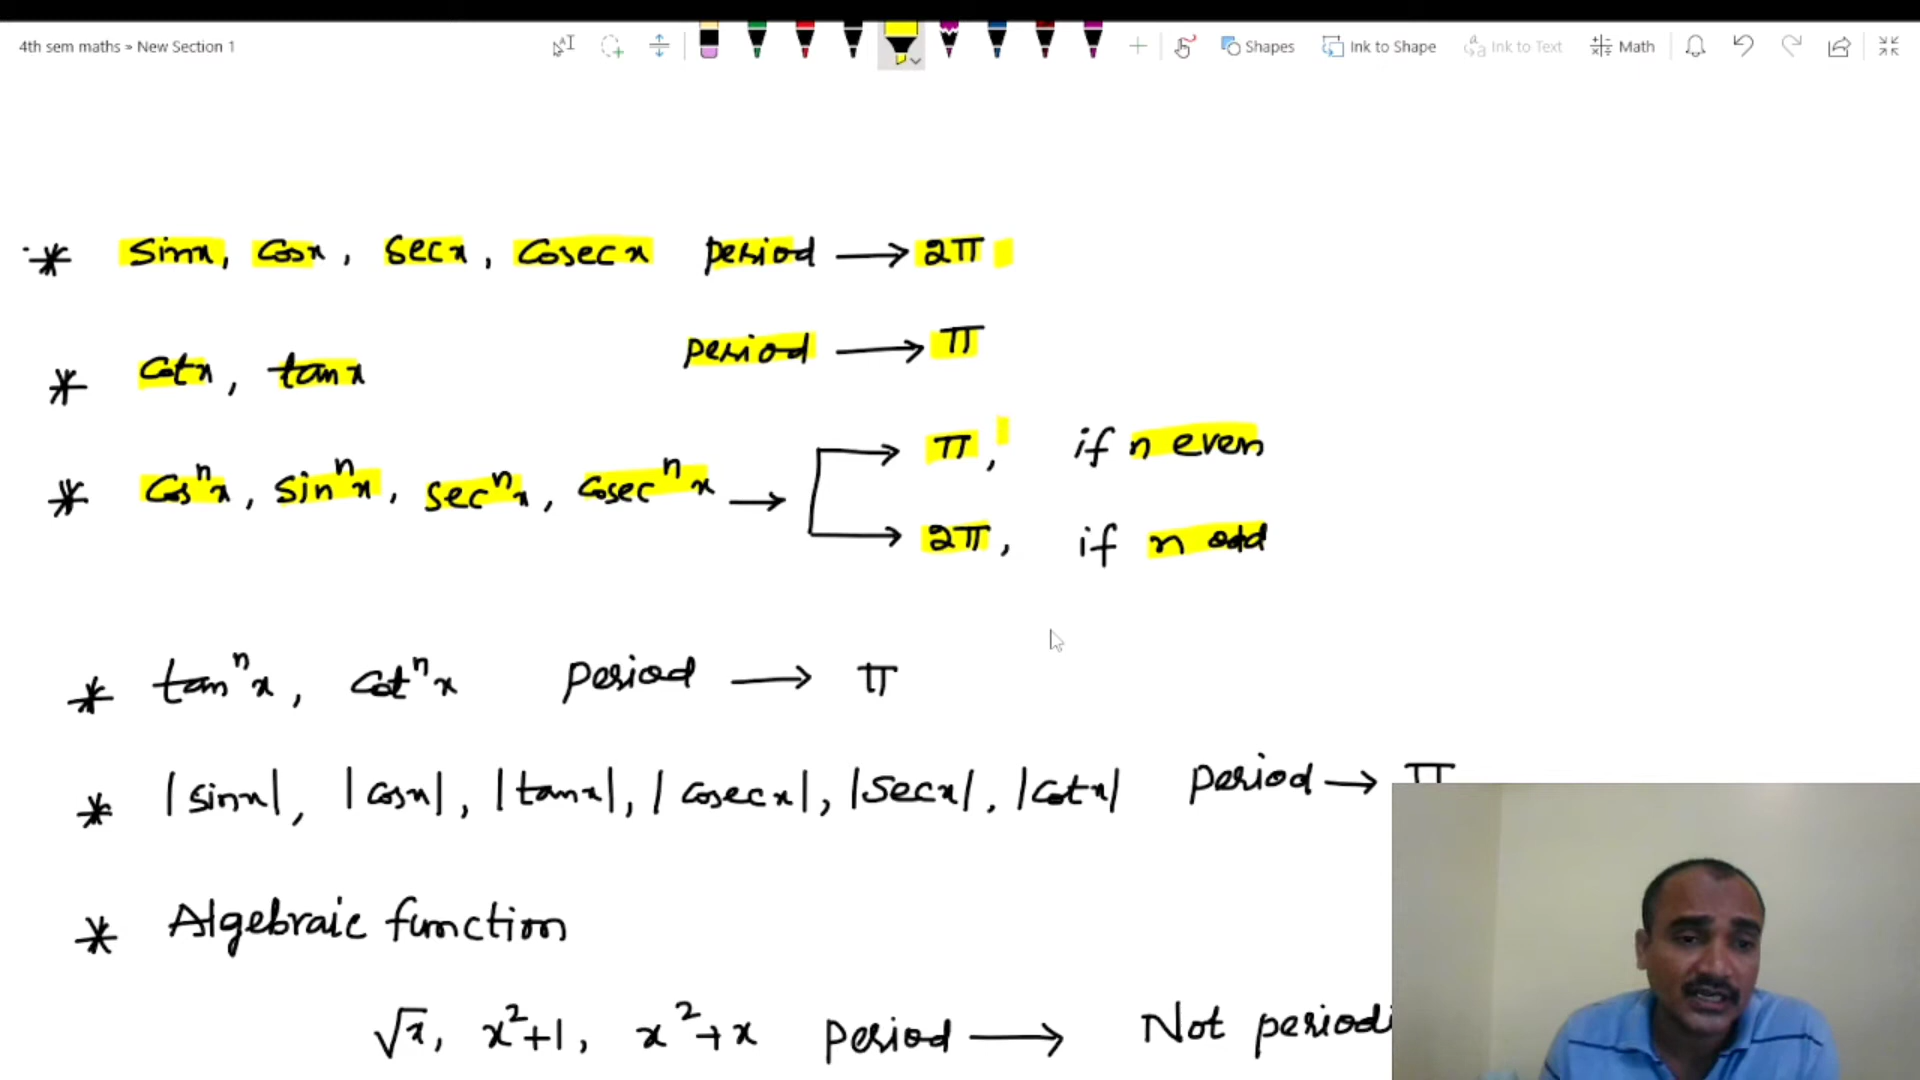 4th sem maths » New Section 1
Shapes Ink to Shape Ink to Text Math
* sinx, cosx, secx, cosecx period → 2π
* cotx, tanx period → π
* cosⁿx, sinⁿx, secⁿx, cosecⁿx → π, if n even
2π, if n odd
* tanⁿx, cotⁿx period → π
* |sinx|, |cosx|, |tanx|, |cosecx|, |secx|, |cotx| period → π
* Algebraic function
√x, x²+1, x²+x period → Not periodi